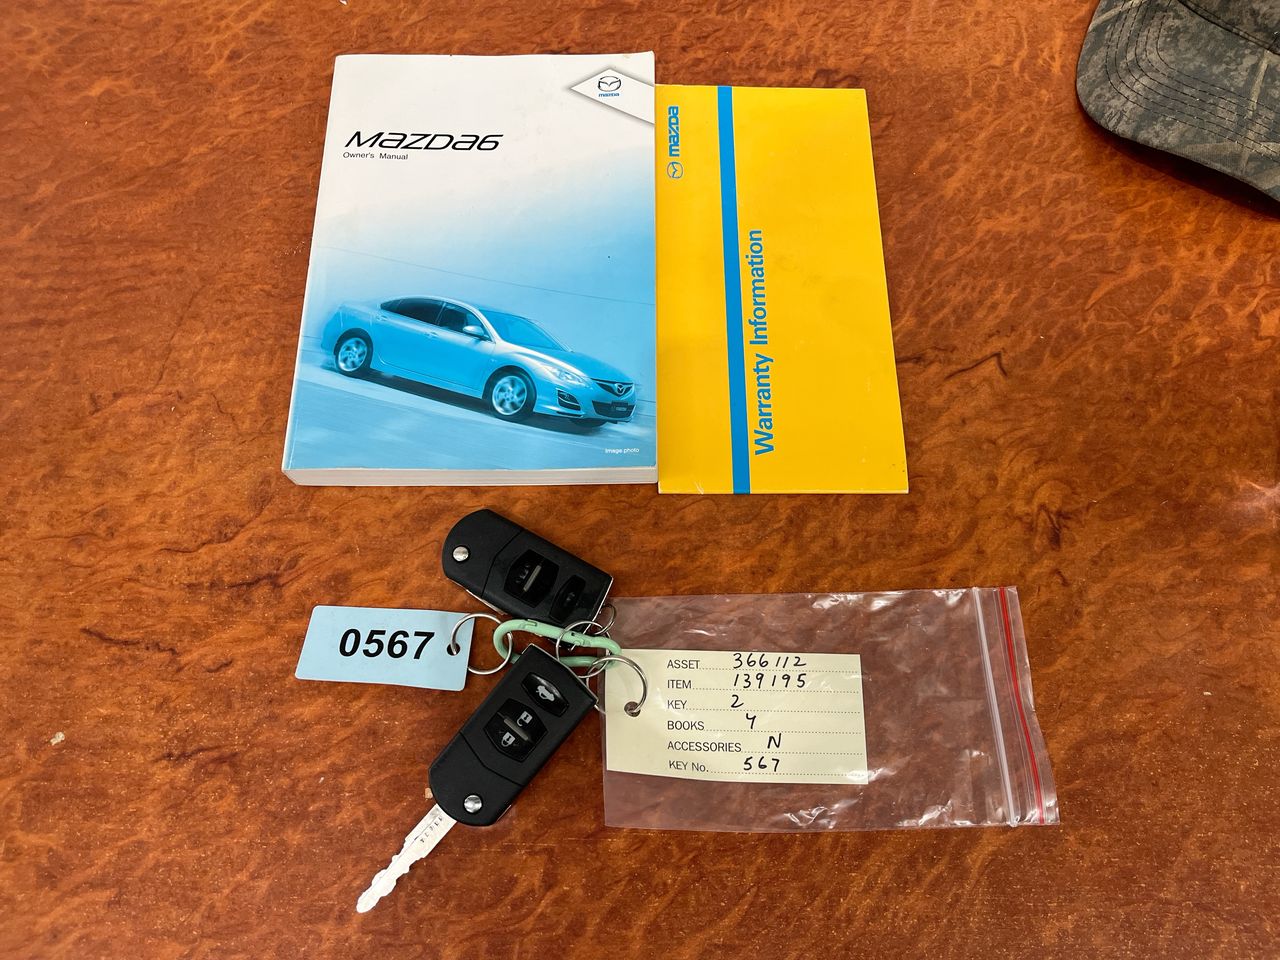 mazda
MAZDA6
Owner's Manual
Image photo
mazda
Warranty Information
0567
ASSET 366112
ITEM 139195
KEY 2
BOOKS Y
ACCESSORIES N
KEY No. 567